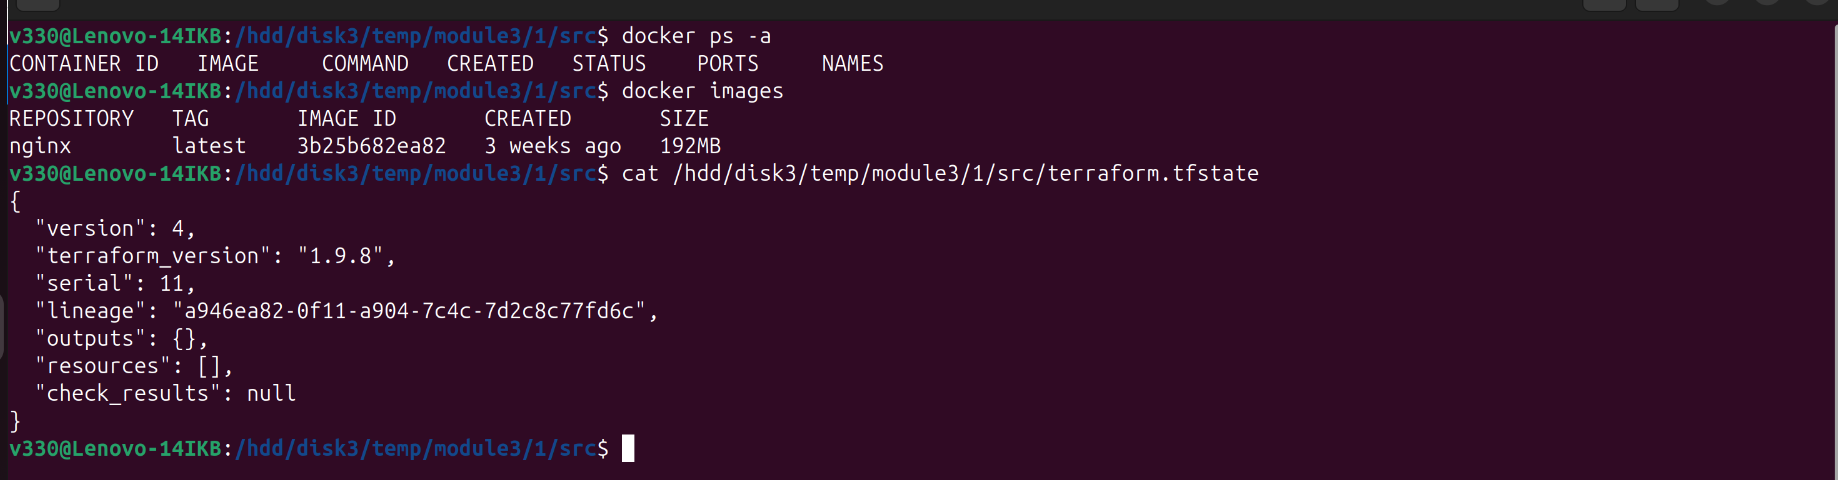 v330@Lenovo-14IKB:/hdd/disk3/temp/module3/1/src$ docker ps -a
CONTAINER ID   IMAGE     COMMAND   CREATED   STATUS    PORTS     NAMES
v330@Lenovo-14IKB:/hdd/disk3/temp/module3/1/src$ docker images
REPOSITORY   TAG       IMAGE ID       CREATED       SIZE
nginx        latest    3b25b682ea82   3 weeks ago   192MB
v330@Lenovo-14IKB:/hdd/disk3/temp/module3/1/src$ cat /hdd/disk3/temp/module3/1/src/terraform.tfstate
{
  "version": 4,
  "terraform_version": "1.9.8",
  "serial": 11,
  "lineage": "a946ea82-0f11-a904-7c4c-7d2c8c77fd6c",
  "outputs": {},
  "resources": [],
  "check_results": null
}
v330@Lenovo-14IKB:/hdd/disk3/temp/module3/1/src$